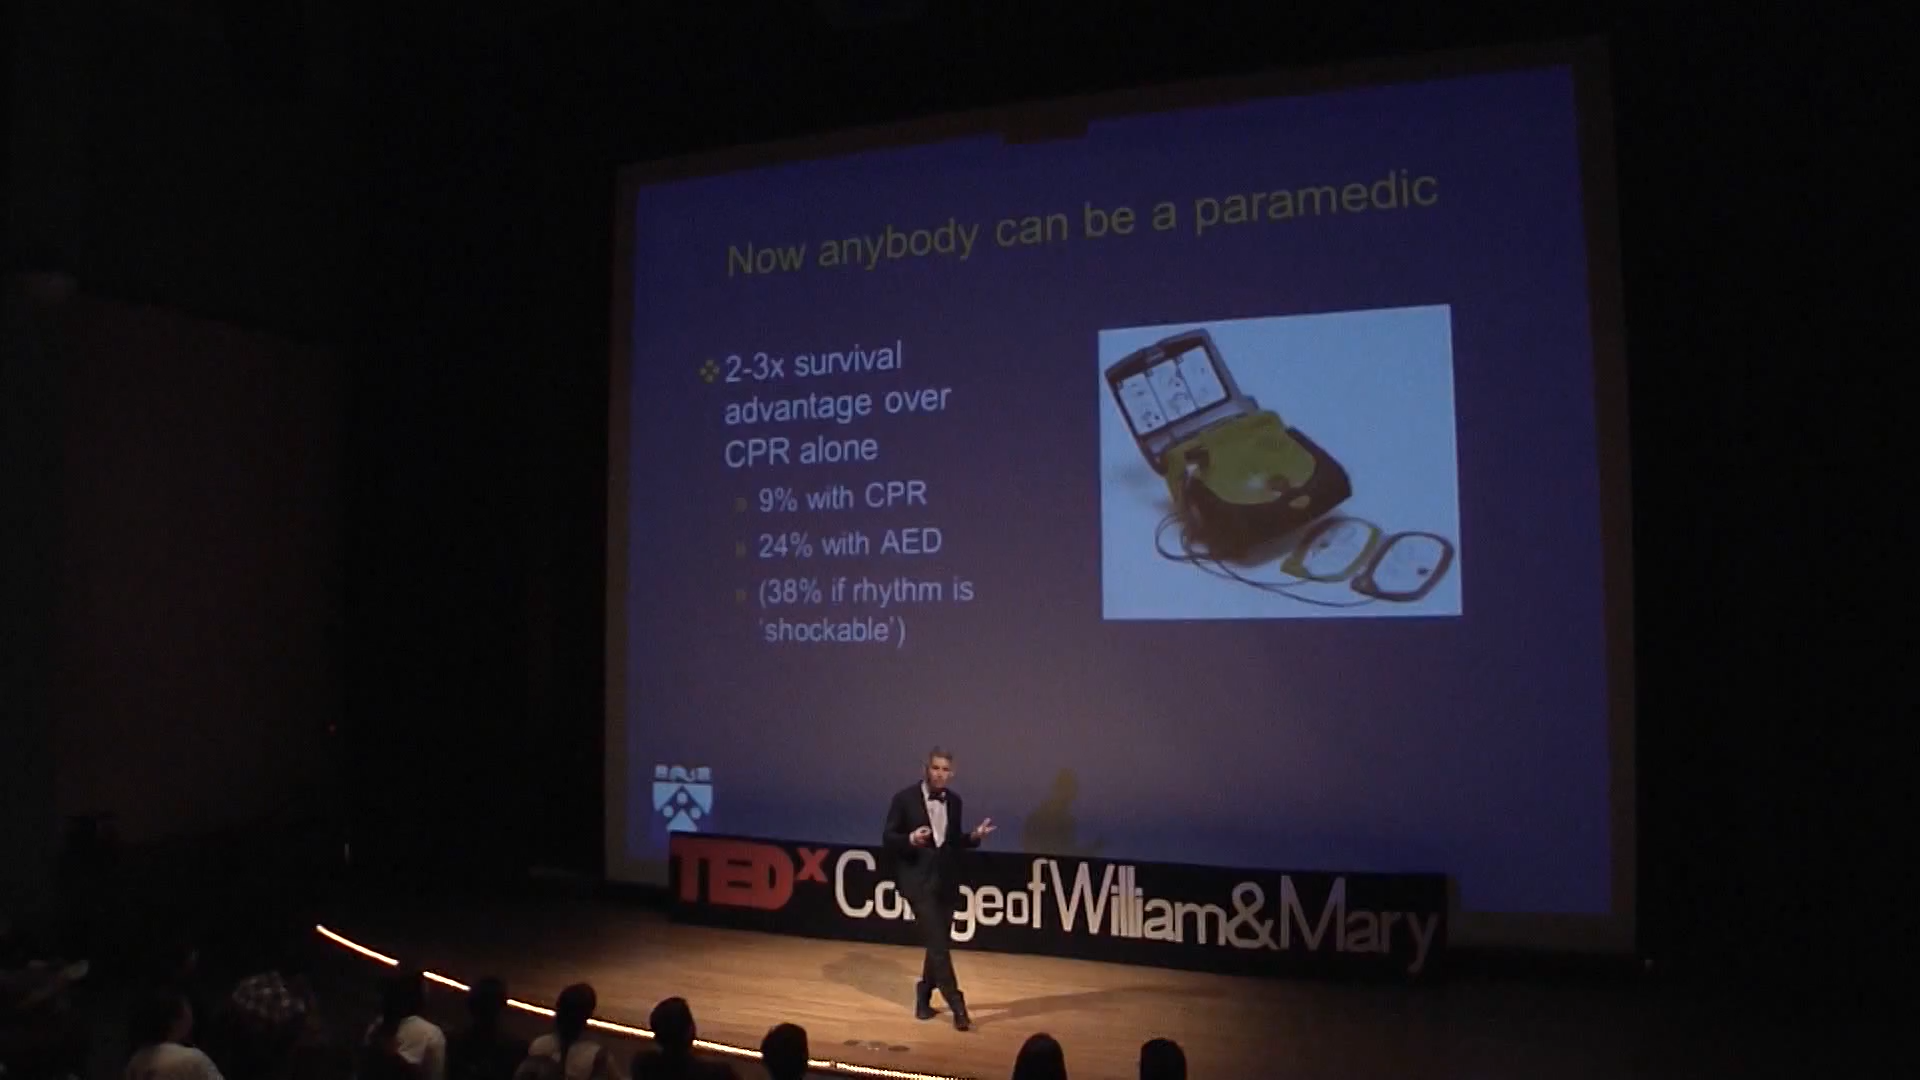 Now anybody can be a paramedic
2-3x survival
advantage over
CPR alone
9% with CPR
24% with AED
(38% if rhythm is
'shockable')
TEDx College of William & Mary